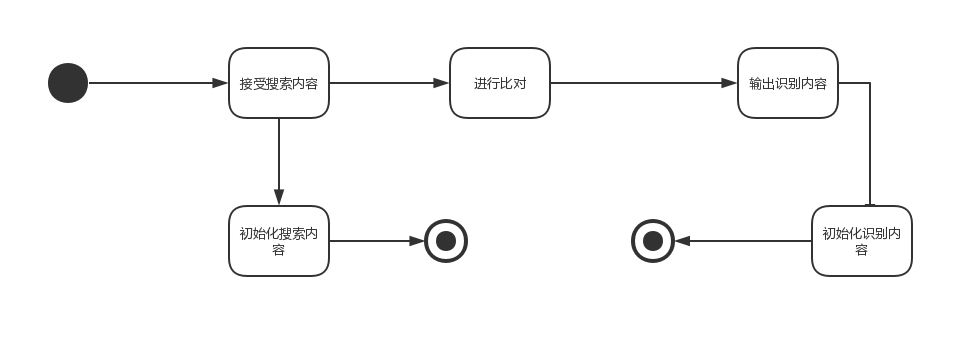 接受搜索内容
进行比对
输出识别内容
初始化搜索内
容
初始化识别内
容